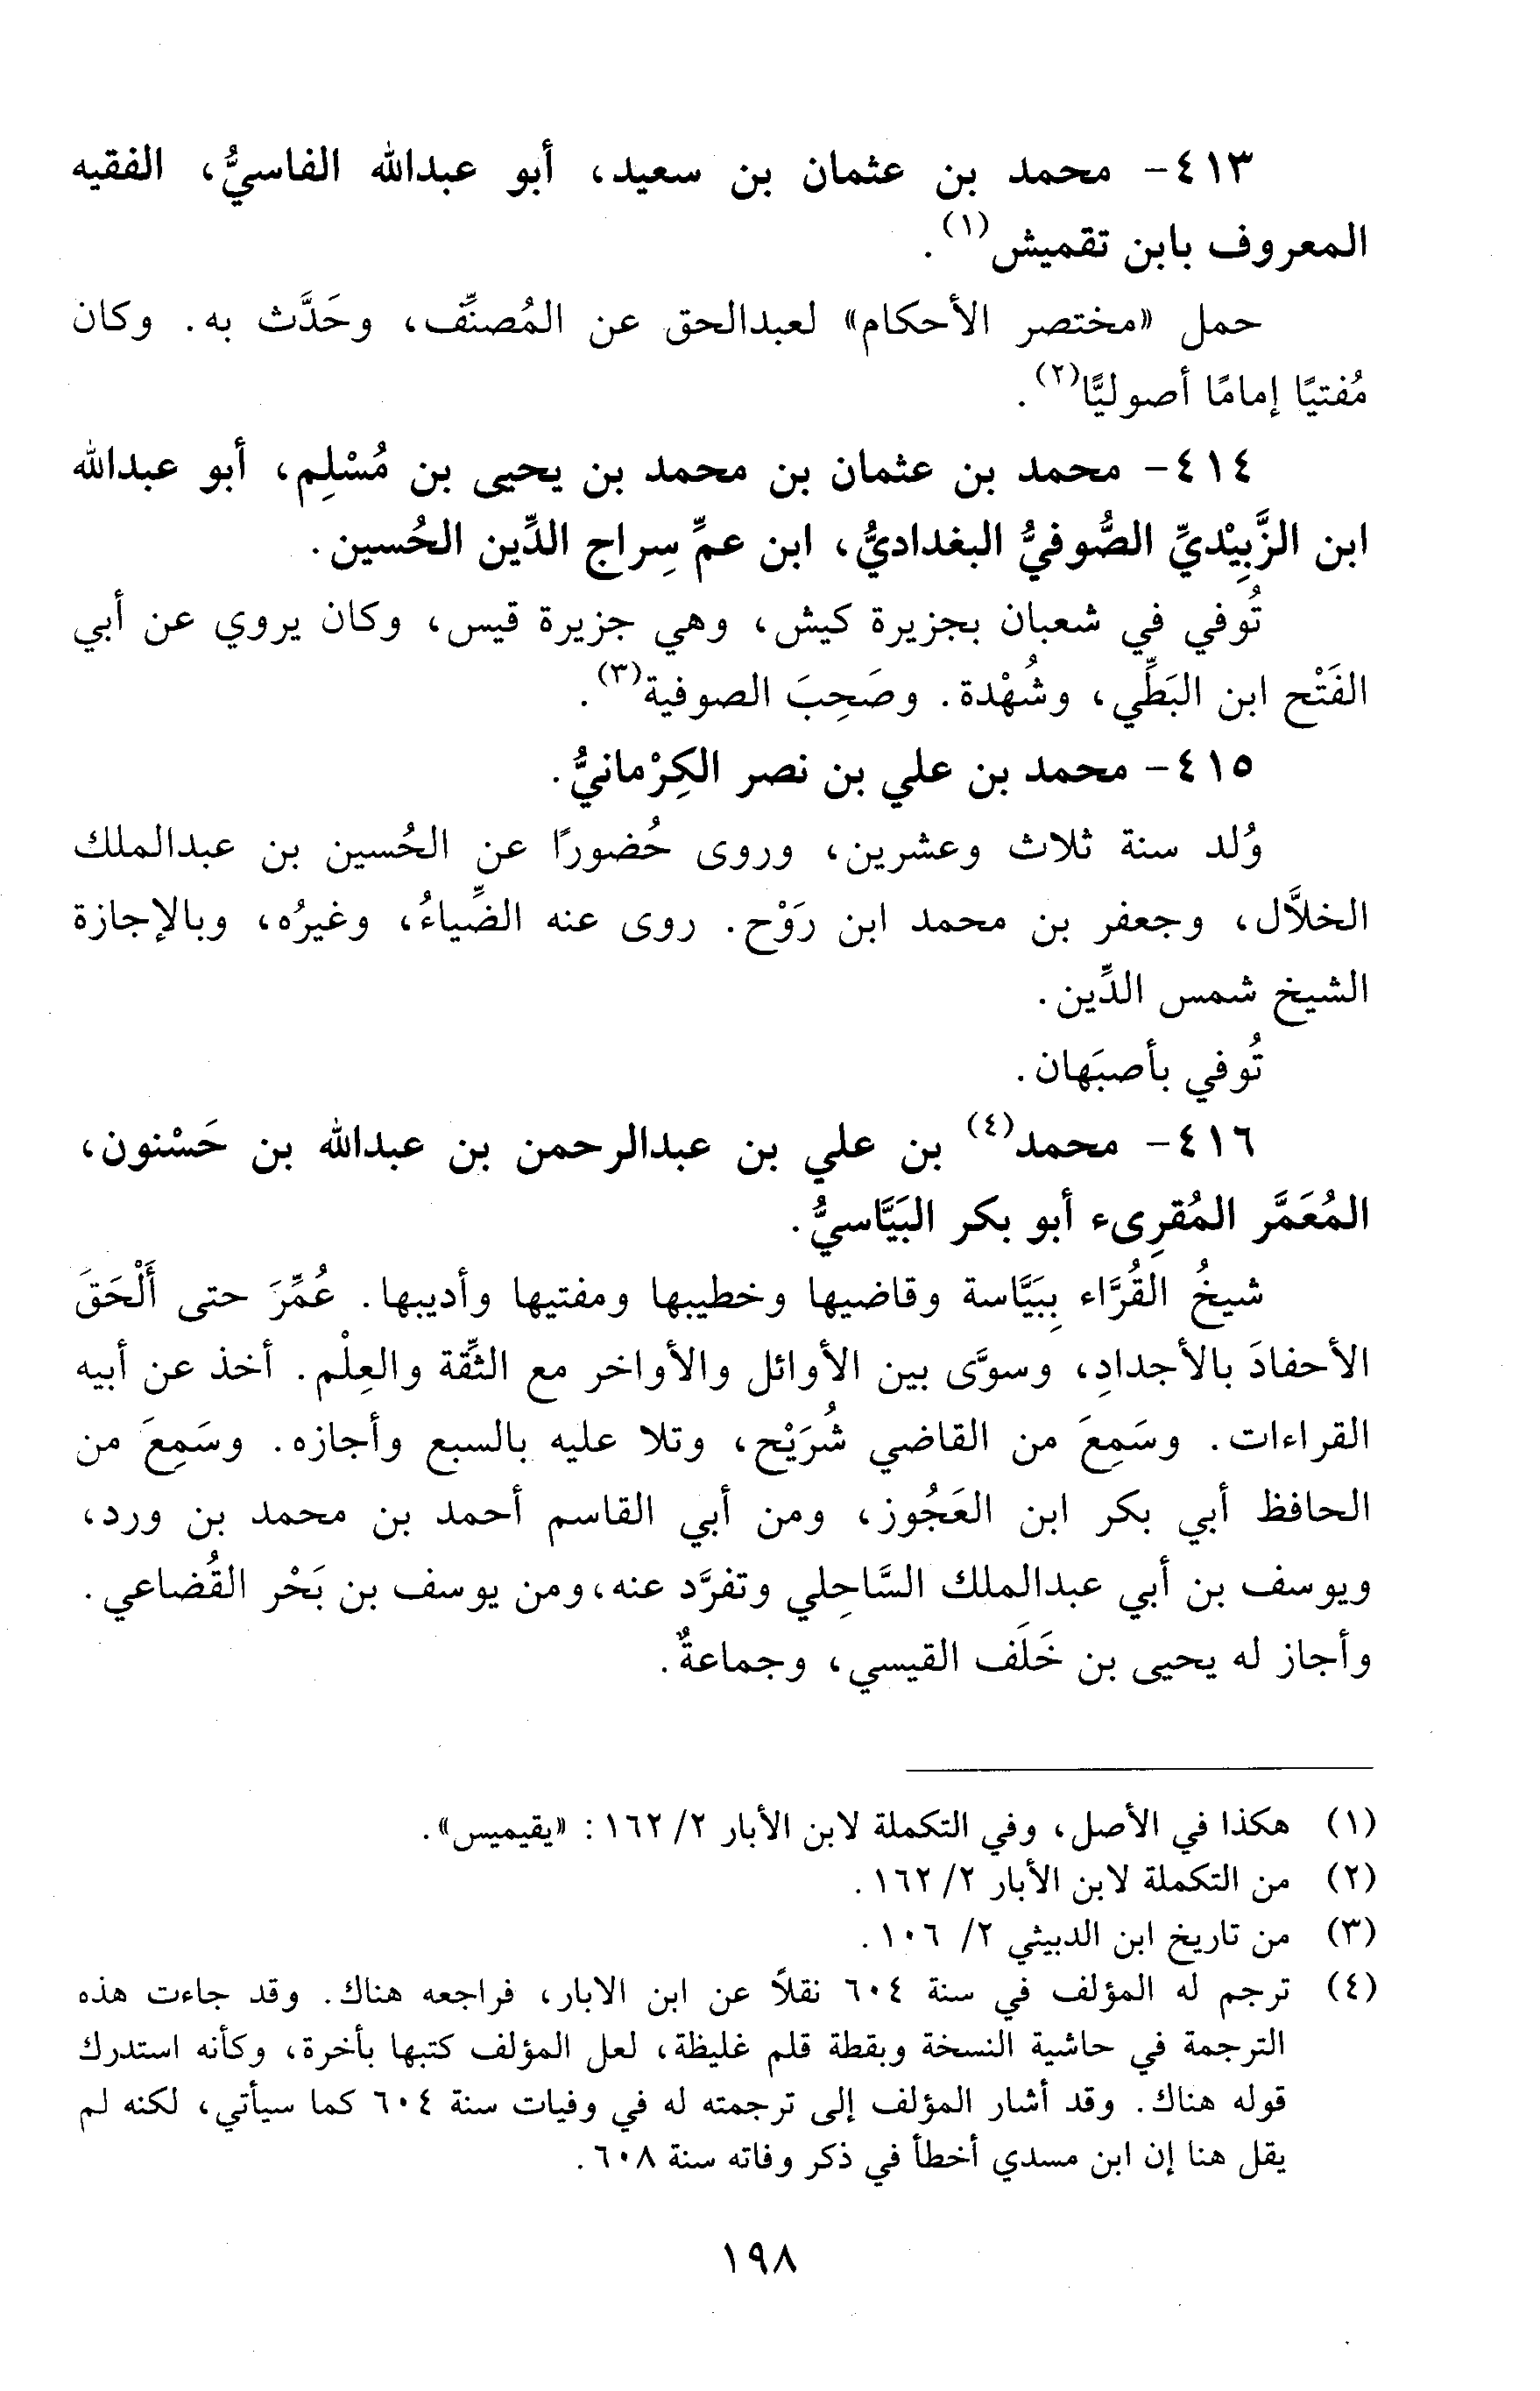 ٤١٣- محمد بن عثمان بن سعيد، أبو عبدالله الفاسيُّ، الفقيه
المعروف بابن تقميش(١).
حمل «مختصر الأحكام» لعبدالحق عن المُصنِّف، وحَدَّث به. وكان
مُفتيًا إمامًا أصوليًّا(٢).
٤١٤- محمد بن عثمان بن محمد بن يحيى بن مُسْلِم، أبو عبدالله
ابن الزَّبِيْديِّ الصُّوفيُّ البغداديُّ، ابن عمِّ سِراج الدِّين الحُسين.
تُوفي في شعبان بجزيرة كيش، وهي جزيرة قيس، وكان يروي عن أبي
الفَتْح ابن البَطِّي، وشُهْدة. وصَحِبَ الصوفية(٣).
٤١٥- محمد بن علي بن نصر الكِرْمانيُّ.
وُلد سنة ثلاث وعشرين، وروى حُضورًا عن الحُسين بن عبدالملك
الخلاَّل، وجعفر بن محمد ابن رَوْح. روى عنه الضِّياءُ، وغيرُه، وبالإجازة
الشيخ شمس الدِّين.
تُوفي بأصبَهان.
٤١٦- محمد(٤) بن علي بن عبدالرحمن بن عبدالله بن حَسْنون،
المُعَمَّر المُقرِىء أبو بكر البَيَّاسيُّ.
شيخُ القُرَّاء بِبَيَّاسة وقاضيها وخطيبها ومفتيها وأديبها. عُمِّرَ حتى أَلْحَقَ
الأحفادَ بالأجدادِ، وسوَّى بين الأوائل والأواخر مع الثِّقة والعِلْم. أخذ عن أبيه
القراءات. وسَمِعَ من القاضي شُرَيْح، وتلا عليه بالسبع وأجازه. وسَمِعَ من
الحافظ أبي بكر ابن العَجُوز، ومن أبي القاسم أحمد بن محمد بن ورد،
ويوسف بن أبي عبدالملك السَّاحِلي وتفرَّد عنه، ومن يوسف بن بَحْر القُضاعي.
وأجاز له يحيى بن خَلَف القيسي، وجماعةٌ.
(١) هكذا في الأصل، وفي التكملة لابن الأبار ٢/ ١٦٢: «يقيميس».
(٢) من التكملة لابن الأبار ٢/ ١٦٢.
(٣) من تاريخ ابن الدبيثي ٢/ ١٠٦.
(٤) ترجم له المؤلف في سنة ٦٠٤ نقلاً عن ابن الابار، فراجعه هناك. وقد جاءت هذه
الترجمة في حاشية النسخة وبقطة قلم غليظة، لعل المؤلف كتبها بأخرة، وكأنه استدرك
قوله هناك. وقد أشار المؤلف إلى ترجمته له في وفيات سنة ٦٠٤ كما سيأتي، لكنه لم
يقل هنا إن ابن مسدي أخطأ في ذكر وفاته سنة ٦٠٨.
١٩٨